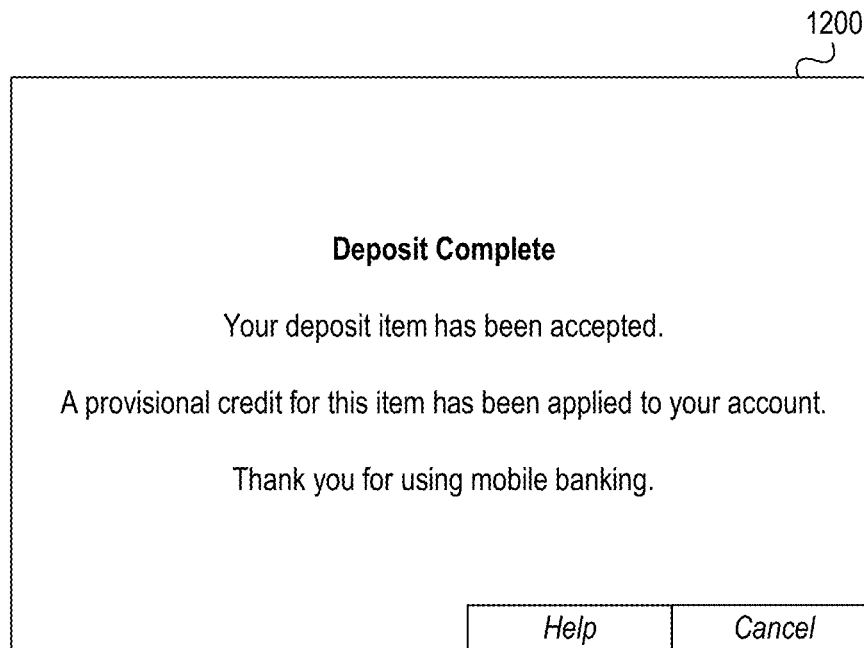 1200
Deposit Complete
Your deposit item has been accepted.
A provisional credit for this item has been applied to your account.
Thank you for using mobile banking.
Help
Cancel